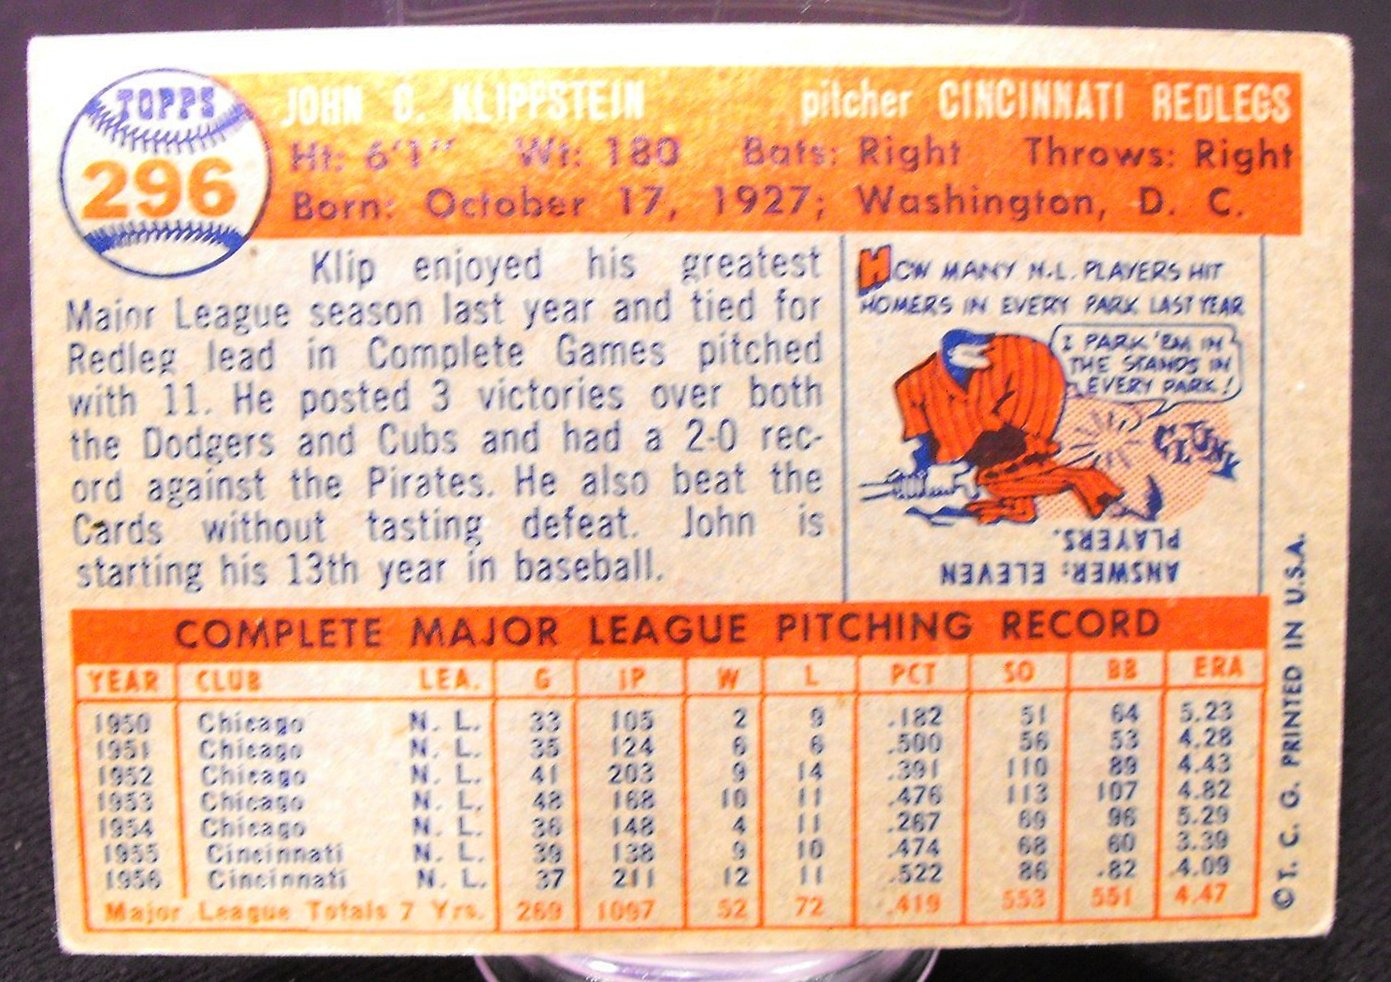 TOPPS
296
JOHN C. KLIPPSTEIN pitcher CINCINNATI REDLEGS
Ht: 6'1" Wt: 180 Bats: Right Throws: Right
Born: October 17, 1927; Washington, D. C.
Klip enjoyed his greatest
Major League season last year and tied for
Redleg lead in Complete Games pitched
with 11. He posted 3 victories over both
the Dodgers and Cubs and had a 2-0 rec-
ord against the Pirates. He also beat the
Cards without tasting defeat. John is
starting his 13th year in baseball.
HOW MANY N.L. PLAYERS HIT
HOMERS IN EVERY PARK LAST YEAR
I PARK 'EM IN
THE STANDS IN
EVERY PARK!
CLUNK
ANSWER: ELEVEN
PLAYERS.
COMPLETE MAJOR LEAGUE PITCHING RECORD
YEAR CLUB LEA. G IP W L PCT SO BB ERA
1950 Chicago N. L. 33 105 2 9 .182 51 64 5.23
1951 Chicago N. L. 35 124 6 6 .500 56 53 4.28
1952 Chicago N. L. 41 203 9 14 .391 110 89 4.43
1953 Chicago N. L. 48 168 10 11 .476 113 107 4.82
1954 Chicago N. L. 36 148 4 11 .267 69 96 5.29
1955 Cincinnati N. L. 39 138 9 10 .474 68 60 3.39
1956 Cincinnati N. L. 37 211 12 11 .522 86 .82 4.09
Major League Totals 7 Yrs. 269 1097 52 72 .419 553 551 4.47
© T. C. G. PRINTED IN U.S.A.